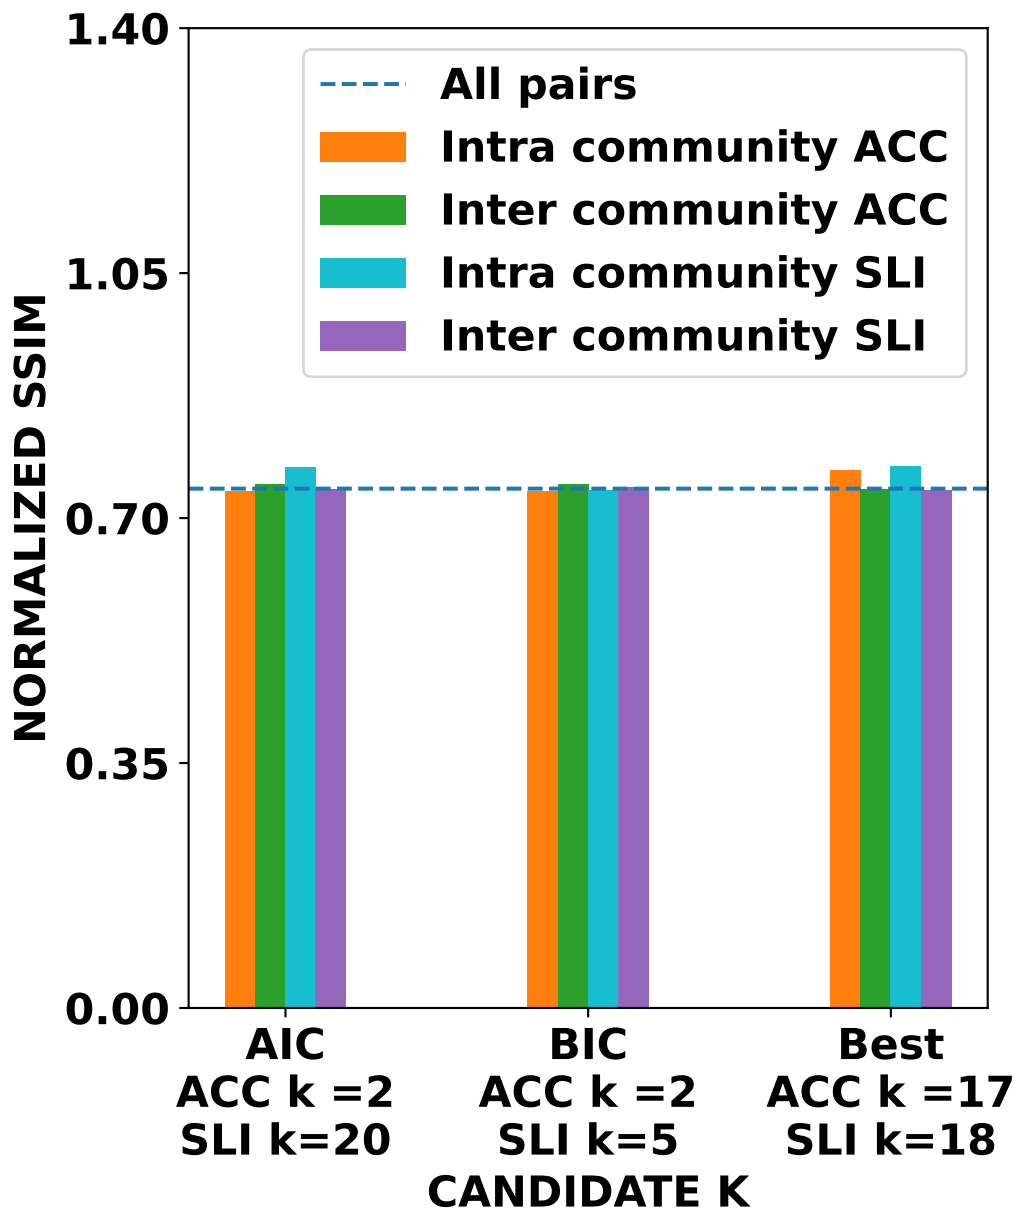 1.40
1.05
0.70
0.35
0.00
NORMALIZED SSIM
All pairs
Intra community ACC
Inter community ACC
Intra community SLI
Inter community SLI
AIC
ACC k =2
SLI k=20
BIC
ACC k =2
SLI k=5
Best
ACC k =17
SLI k=18
CANDIDATE K